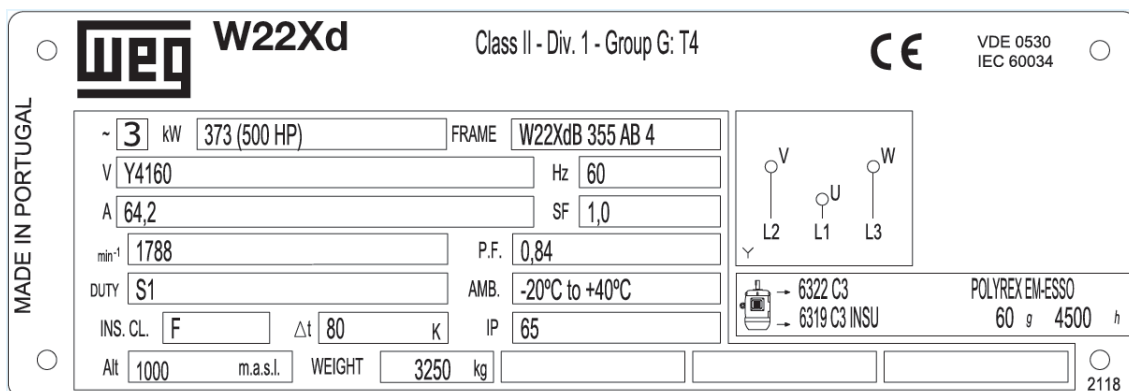 weg W22Xd Class II - Div. 1 - Group G: T4 CE VDE 0530
IEC 60034
MADE IN PORTUGAL
~ 3 kW 373 (500 HP) FRAME W22XdB 355 AB 4
V Y4160 Hz 60
A 64,2 SF 1,0
min-1 1788 P.F. 0,84
DUTY S1 AMB. -20ºC to +40ºC
INS. CL. F Δt 80 K IP 65
Alt 1000 m.a.s.l. WEIGHT 3250 kg
V W
U
L2 L1 L3
6322 C3 POLYREX EM-ESSO
6319 C3 INSU 60 g 4500 h
2118